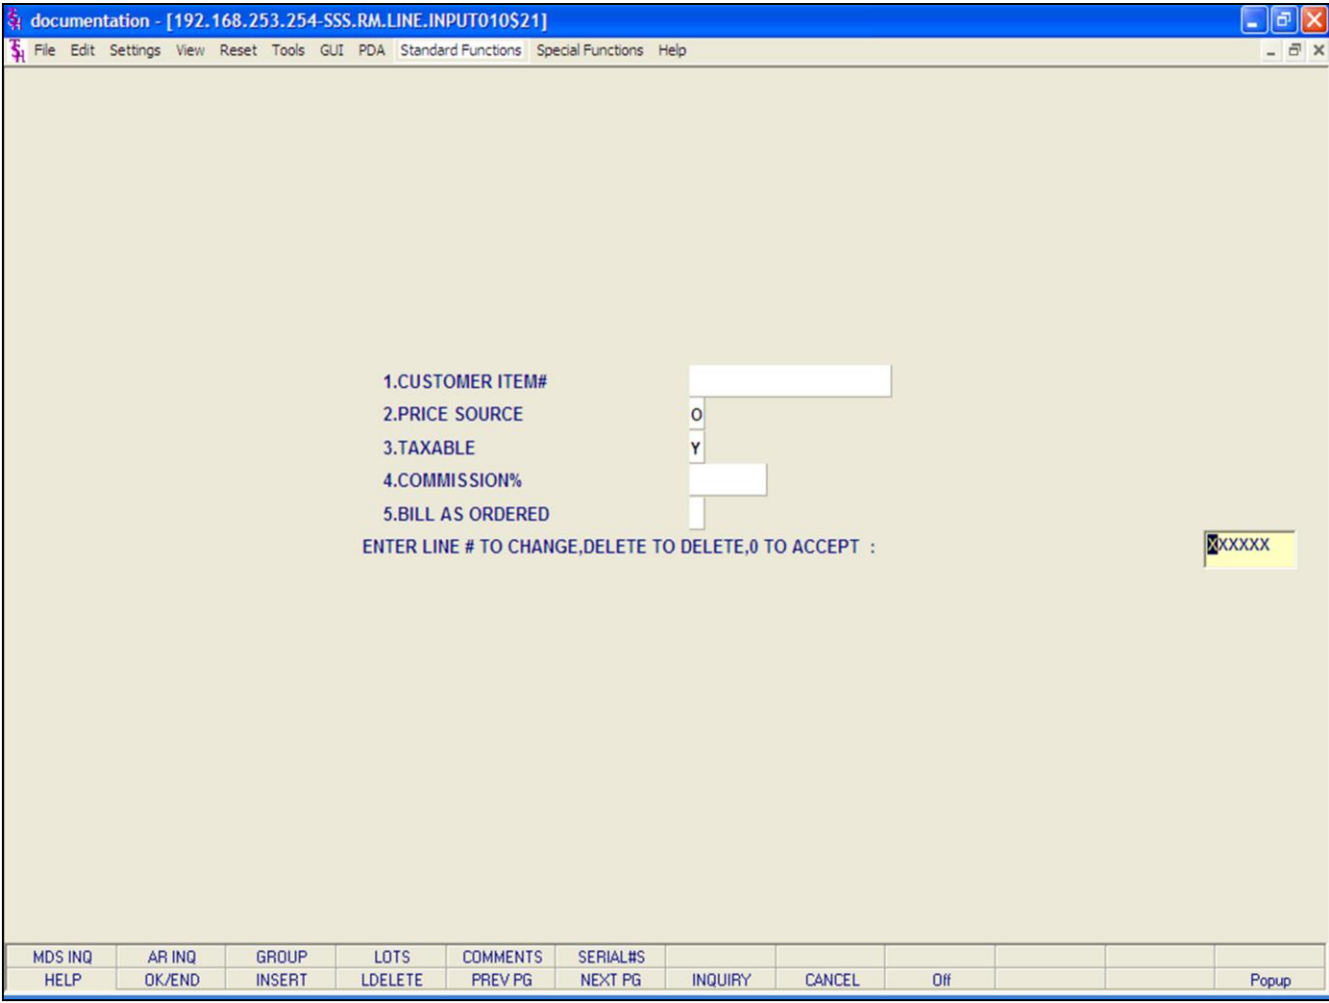 documentation - [192.168.253.254-SSS.RM.LINE.INPUT010$21]
File Edit Settings View Reset Tools GUI PDA Standard Functions Special Functions Help
1.CUSTOMER ITEM#
2.PRICE SOURCE O
3.TAXABLE Y
4.COMMISSION%
5.BILL AS ORDERED
ENTER LINE # TO CHANGE,DELETE TO DELETE,0 TO ACCEPT : XXXXXX
MDS INQ AR INQ GROUP LOTS COMMENTS SERIAL#S
HELP OK/END INSERT LDELETE PREV PG NEXT PG INQUIRY CANCEL Off Popup